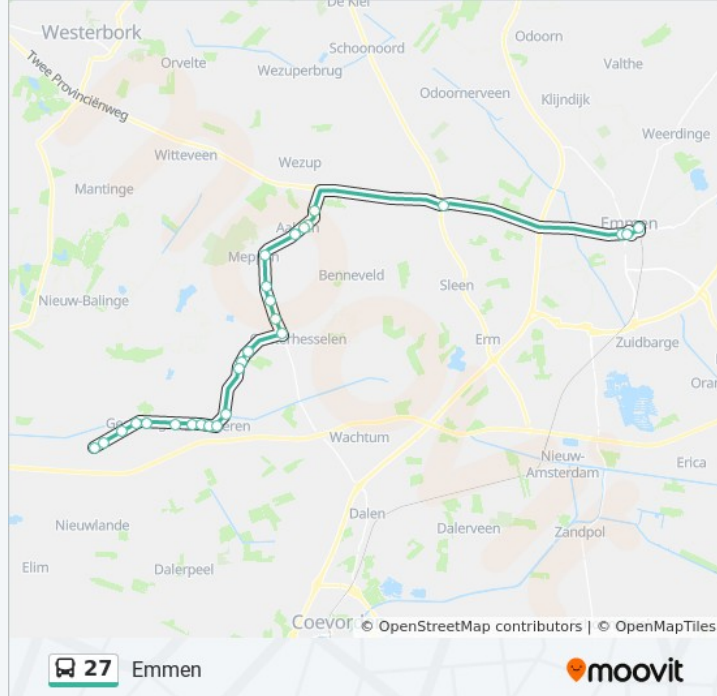 De Kiel
Westerbork
Orvelte
Schoonoord
Odoorn
Wezuperbrug
Valthe
Twee Provinciënweg
Odoornerveen
Klijndijk
Weerdinge
Witteveen
Wezup
Mantinge
Emmen
Meppen
Benneveld
Sleen
Nieuw-Balinge
Erm
Zuidbarge
Wachtum
Nieuw-
Amsterdam
Erica
Dalen
Nieuwlande
Dalerveen
Zandpol
Elim
Dalerpeel
© OpenStreetMap contributors | © OpenMapTiles
27 Emmen
moovit